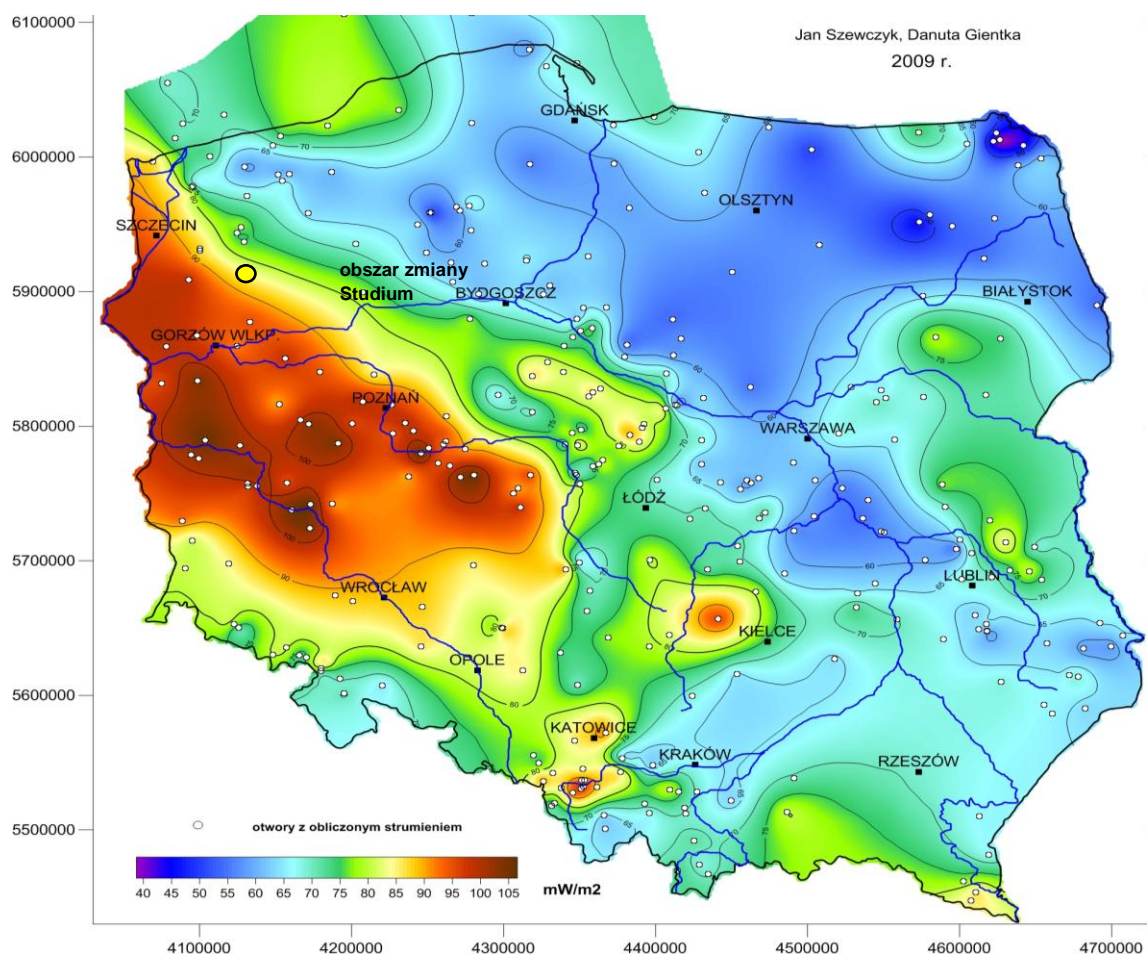 6100000
Jan Szewczyk, Danuta Gientka
2009 r.
GDAŃSK
6000000
OLSZTYN
SZCZECIN
obszar zmiany
Studium
5900000
BYDGOSZCZ
BIAŁYSTOK
GORZÓW WLKP.
POZNAŃ
5800000
WARSZAWA
ŁÓDŹ
5700000
LUBLIN
WROCŁAW
KIELCE
OPOLE
5600000
KATOWICE
KRAKÓW
RZESZÓW
5500000
otwory z obliczonym strumieniem
mW/m2
40 45 50 55 60 65 70 75 80 85 90 95 100 105
4100000 4200000 4300000 4400000 4500000 4600000 4700000